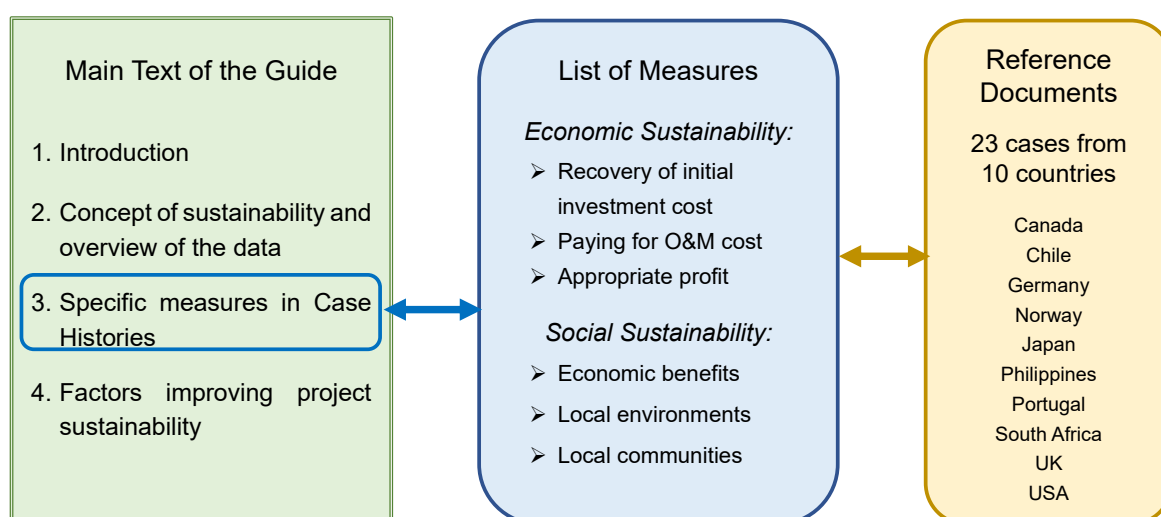 Main Text of the Guide
1. Introduction
2. Concept of sustainability and
overview of the data
3. Specific measures in Case
Histories
4. Factors improving project
sustainability
List of Measures
Economic Sustainability:
➢ Recovery of initial
investment cost
➢ Paying for O&M cost
➢ Appropriate profit
Social Sustainability:
➢ Economic benefits
➢ Local environments
➢ Local communities
Reference
Documents
23 cases from
10 countries
Canada
Chile
Germany
Norway
Japan
Philippines
Portugal
South Africa
UK
USA